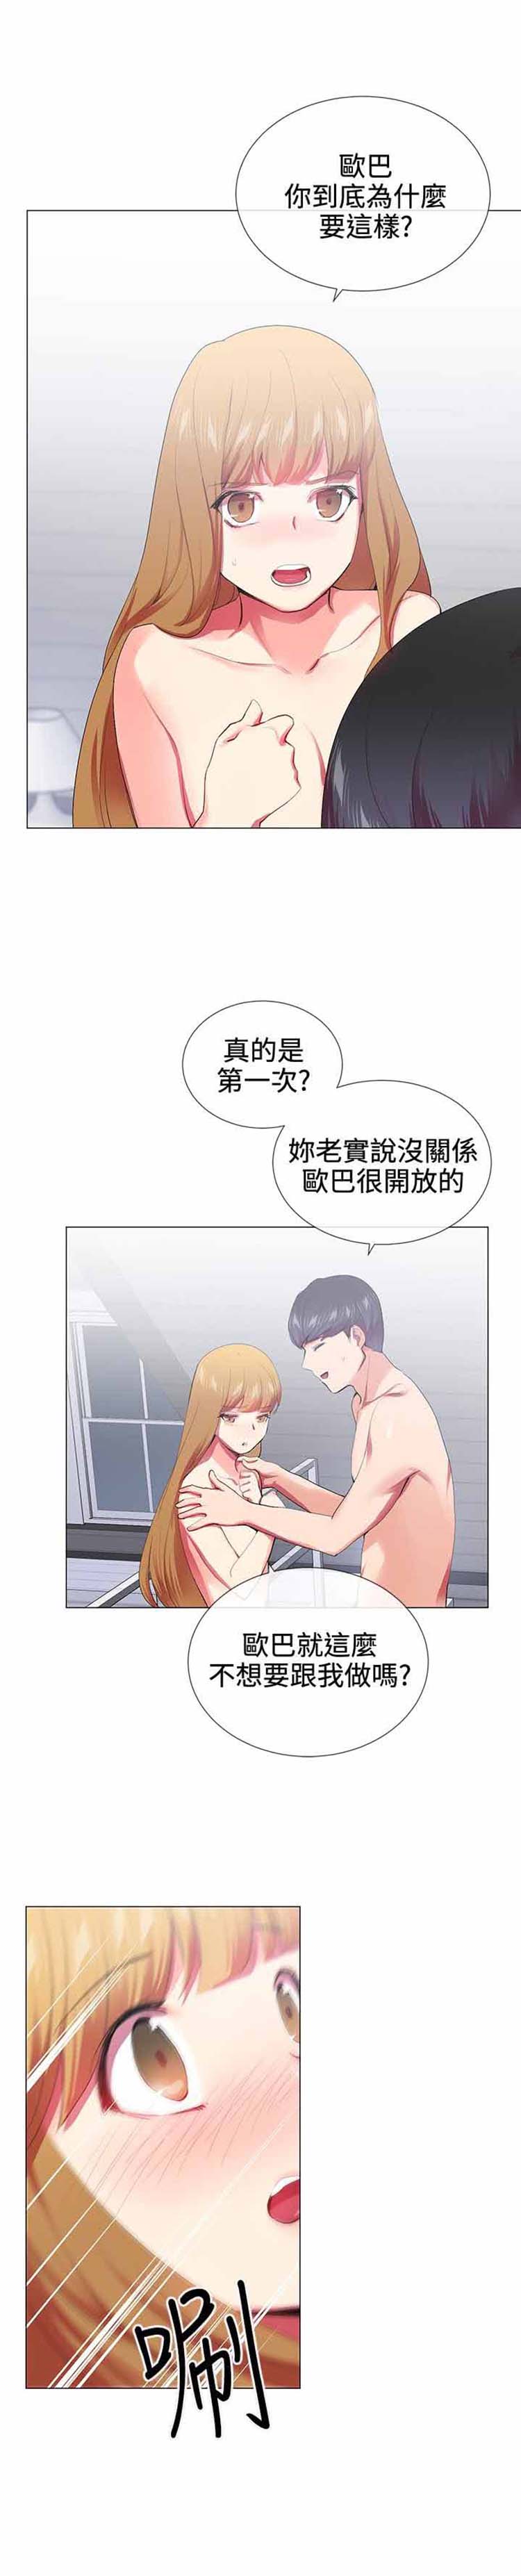 歐巴
你到底為什麼
要這樣?
真的是
第一次?
妳老實說沒關係
歐巴很開放的
歐巴就這麼
不想要跟我做嗎?
唰